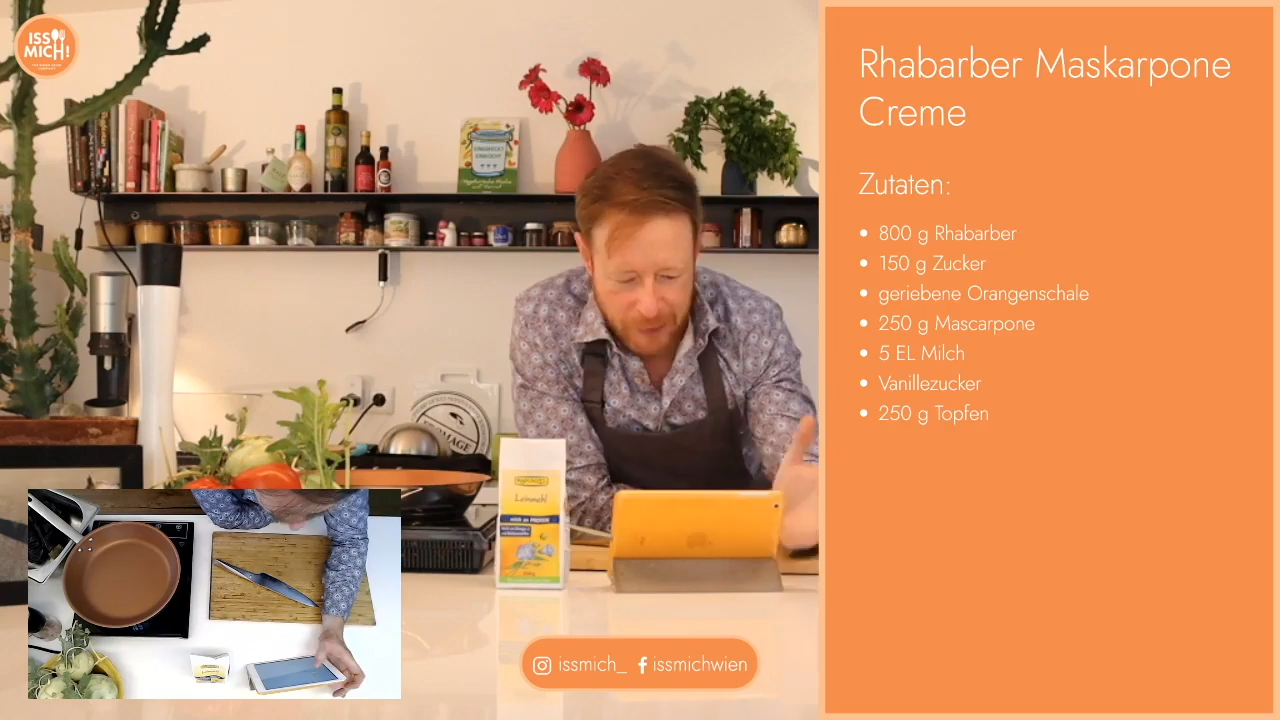 ISS
MICH!
Rhabarber Maskarpone
Creme
Zutaten:
800 g Rhabarber
150 g Zucker
geriebene Orangenschale
250 g Mascarpone
5 EL Milch
Vanillezucker
250 g Topfen
FROMAGE
Leinmehl
issmich_ issmichwien